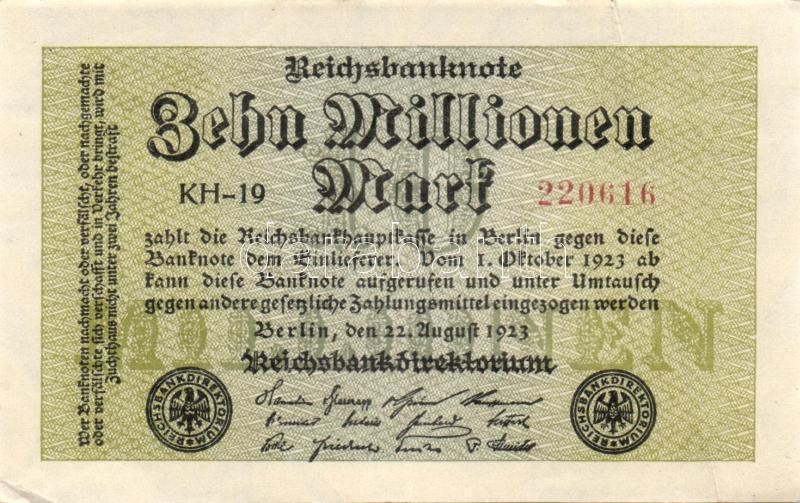 Reichsbanknote
Zehn Millionen
Mark
KH-19
220616
zahlt die Reichsbankhauptkasse in Berlin gegen diese
Banknote dem Einlieferer. Vom 1. Oktober 1923 ab
kann diese Banknote aufgerufen und unter Umtausch
gegen andere gesetzliche Zahlungsmittel eingezogen werden
Berlin, den 22. August 1923
Reichsbankdirektorium
MILLIONEN
REICHSBANKDIREKTORIUM
REICHSBANKDIREKTORIUM
Wer Banknoten nachmacht oder verfälscht, oder nachgemachte
oder verfälschte sich verschafft und in Verkehr bringt, wird mit
Zuchthaus nicht unter zwei Jahren bestraft